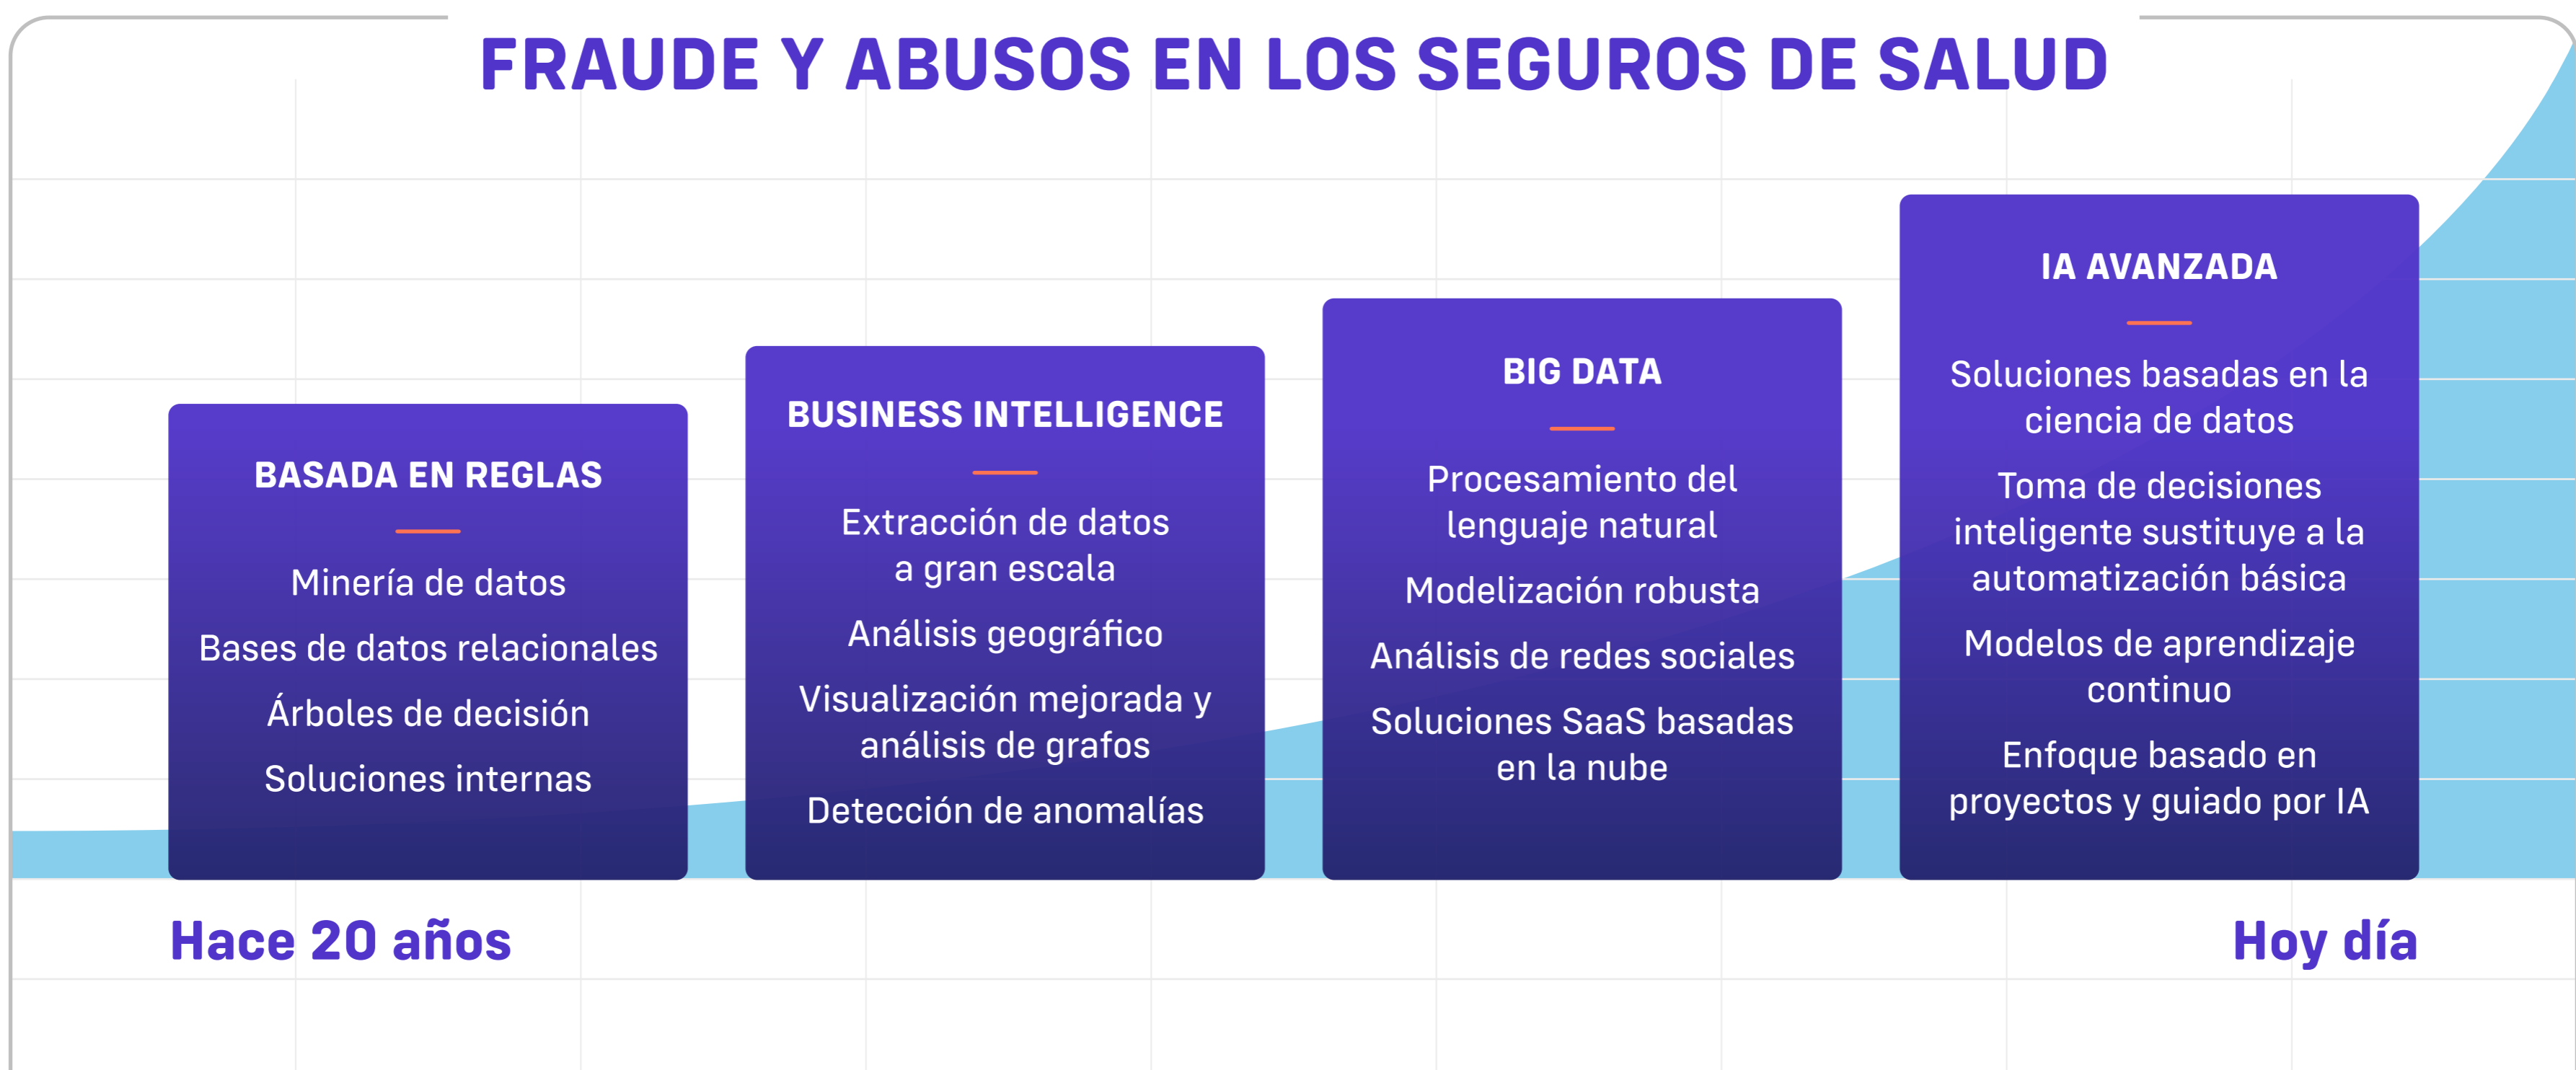 FRAUDE Y ABUSOS EN LOS SEGUROS DE SALUD
BASADA EN REGLAS
Minería de datos
Bases de datos relacionales
Árboles de decisión
Soluciones internas
BUSINESS INTELLIGENCE
Extracción de datos
a gran escala
Análisis geográfico
Visualización mejorada y
análisis de grafos
Detección de anomalías
BIG DATA
Procesamiento del
lenguaje natural
Modelización robusta
Análisis de redes sociales
Soluciones SaaS basadas
en la nube
IA AVANZADA
Soluciones basadas en la
ciencia de datos
Toma de decisiones
inteligente sustituye a la
automatización básica
Modelos de aprendizaje
continuo
Enfoque basado en
proyectos y guiado por IA
Hace 20 años
Hoy día